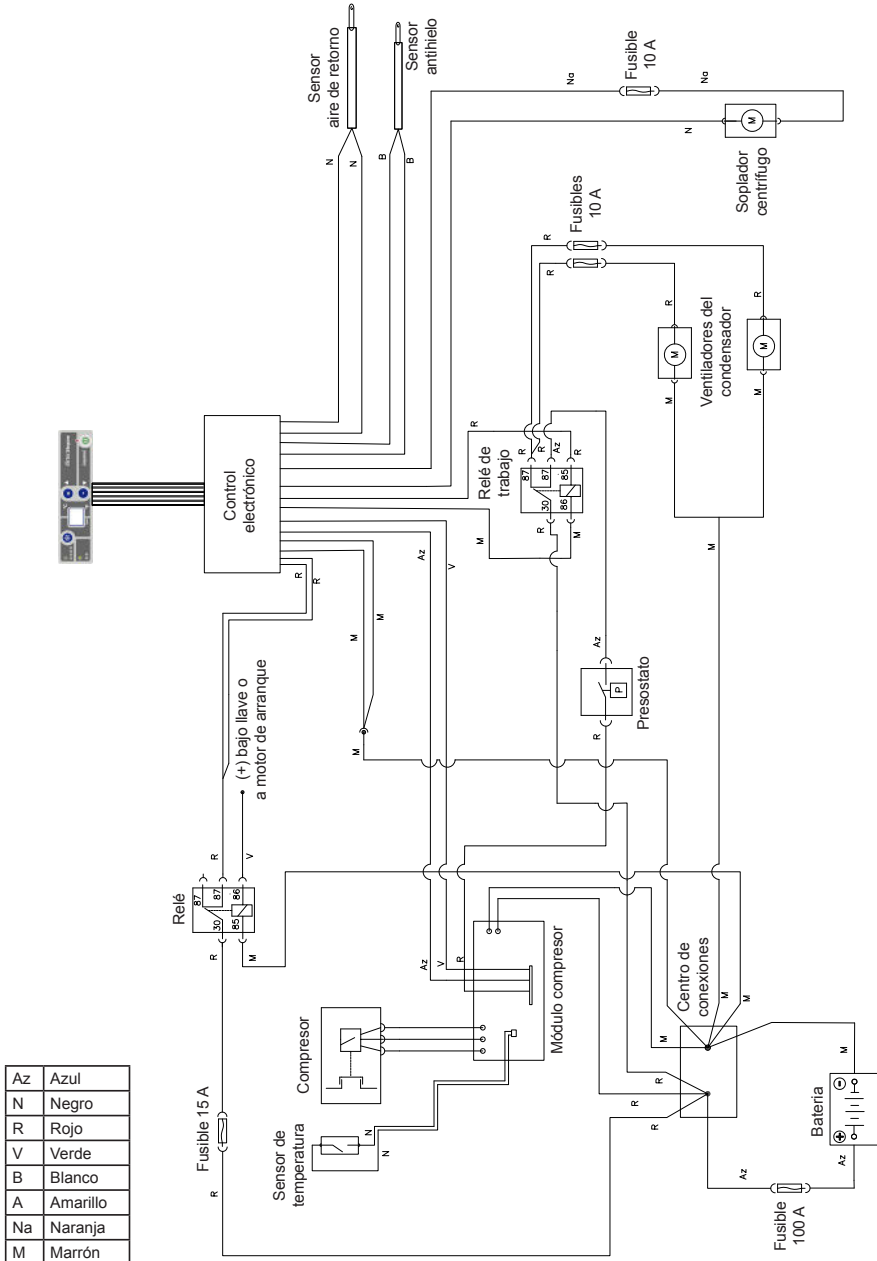 Sensor
aire de retorno
Sensor
antihielo
N
N
B
B
Na
Fusible
10 A
Na
N
M
Soplador
centrífugo
Control
electrónico
Fusibles
10 A
R
R
R
R
M
M
M
M
Ventiladores del
condensador
M
R
Relé de
trabajo
87
87
85
30
86
R
R
Az
R
R
M
M
Az
V
R
R
M
M
M
Az
P
Presostato
R
(+) bajo llave o
a motor de arranque
R
V
Relé
87
87
86
30
85
R
M
Az
V
R
Módulo compresor
Compresor
Sensor de
temperatura
N
N
Fusible 15 A
R
Centro de
conexiones
M
R
R
R
M
M
M
Bateria
Az
Az
Fusible
100 A
Az Azul
N Negro
R Rojo
V Verde
B Blanco
A Amarillo
Na Naranja
M Marrón